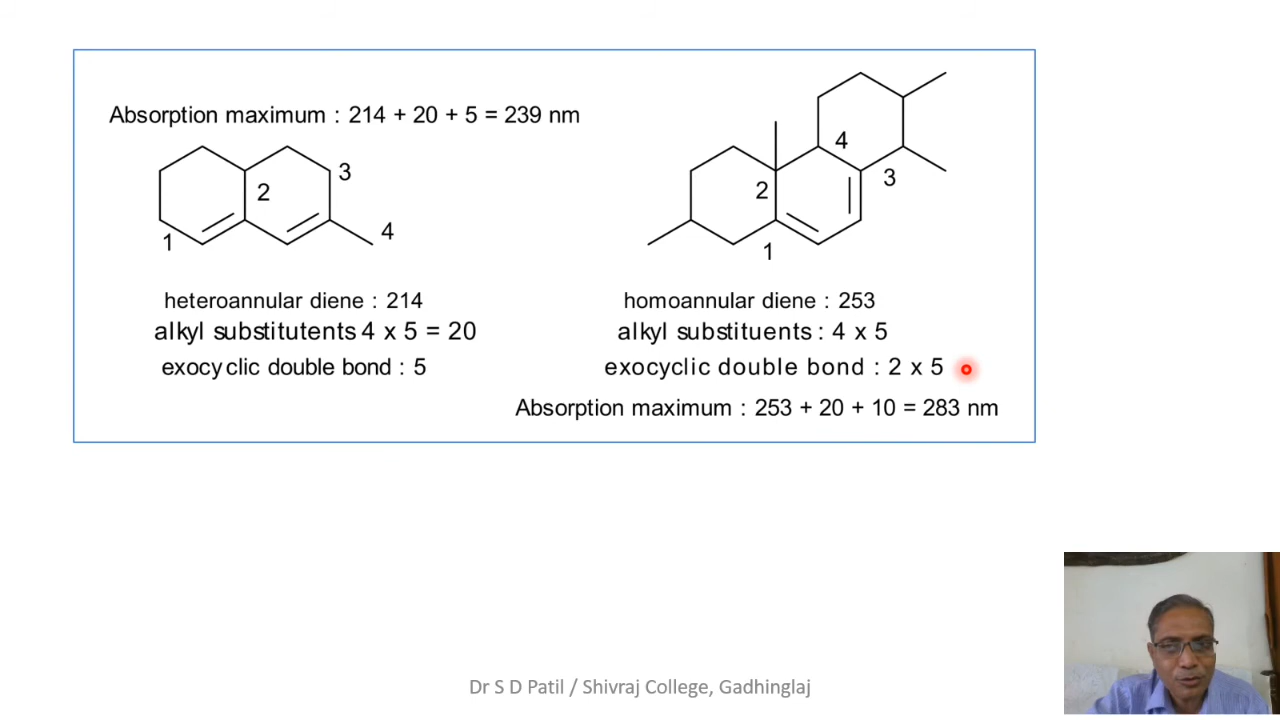 Absorption maximum : 214 + 20 + 5 = 239 nm
3
2
4
1
heteroannular diene : 214
alkyl substitutents 4 x 5 = 20
exocyclic double bond : 5
4
3
2
1
homoannular diene : 253
alkyl substituents : 4 x 5
exocyclic double bond : 2 x 5
Absorption maximum : 253 + 20 + 10 = 283 nm
Dr S D Patil / Shivraj College, Gadhinglaj